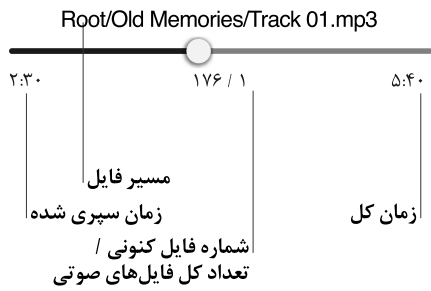 Root/Old Memories/Track 01.mp3
۲:۳۰
۱۷۶ / ۱
۵:۴۰
مسیر فایل
زمان سپری شده
زمان کل
شماره فایل کنونی /
تعداد کل فایل‌های صوتی